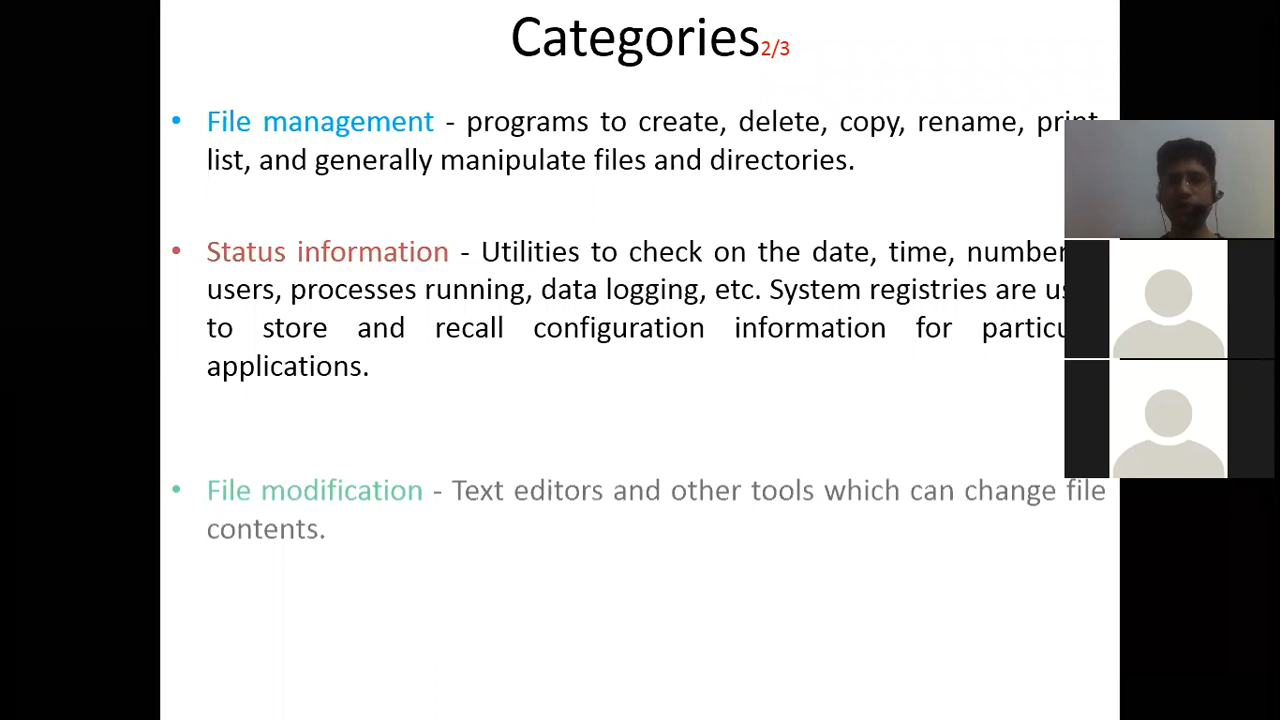 Categories2/3
• File management - programs to create, delete, copy, rename, print,
list, and generally manipulate files and directories.
• Status information - Utilities to check on the date, time, number
users, processes running, data logging, etc. System registries are
to store and recall configuration information for
applications.
• File modification - Text editors and other tools which can change file
contents.